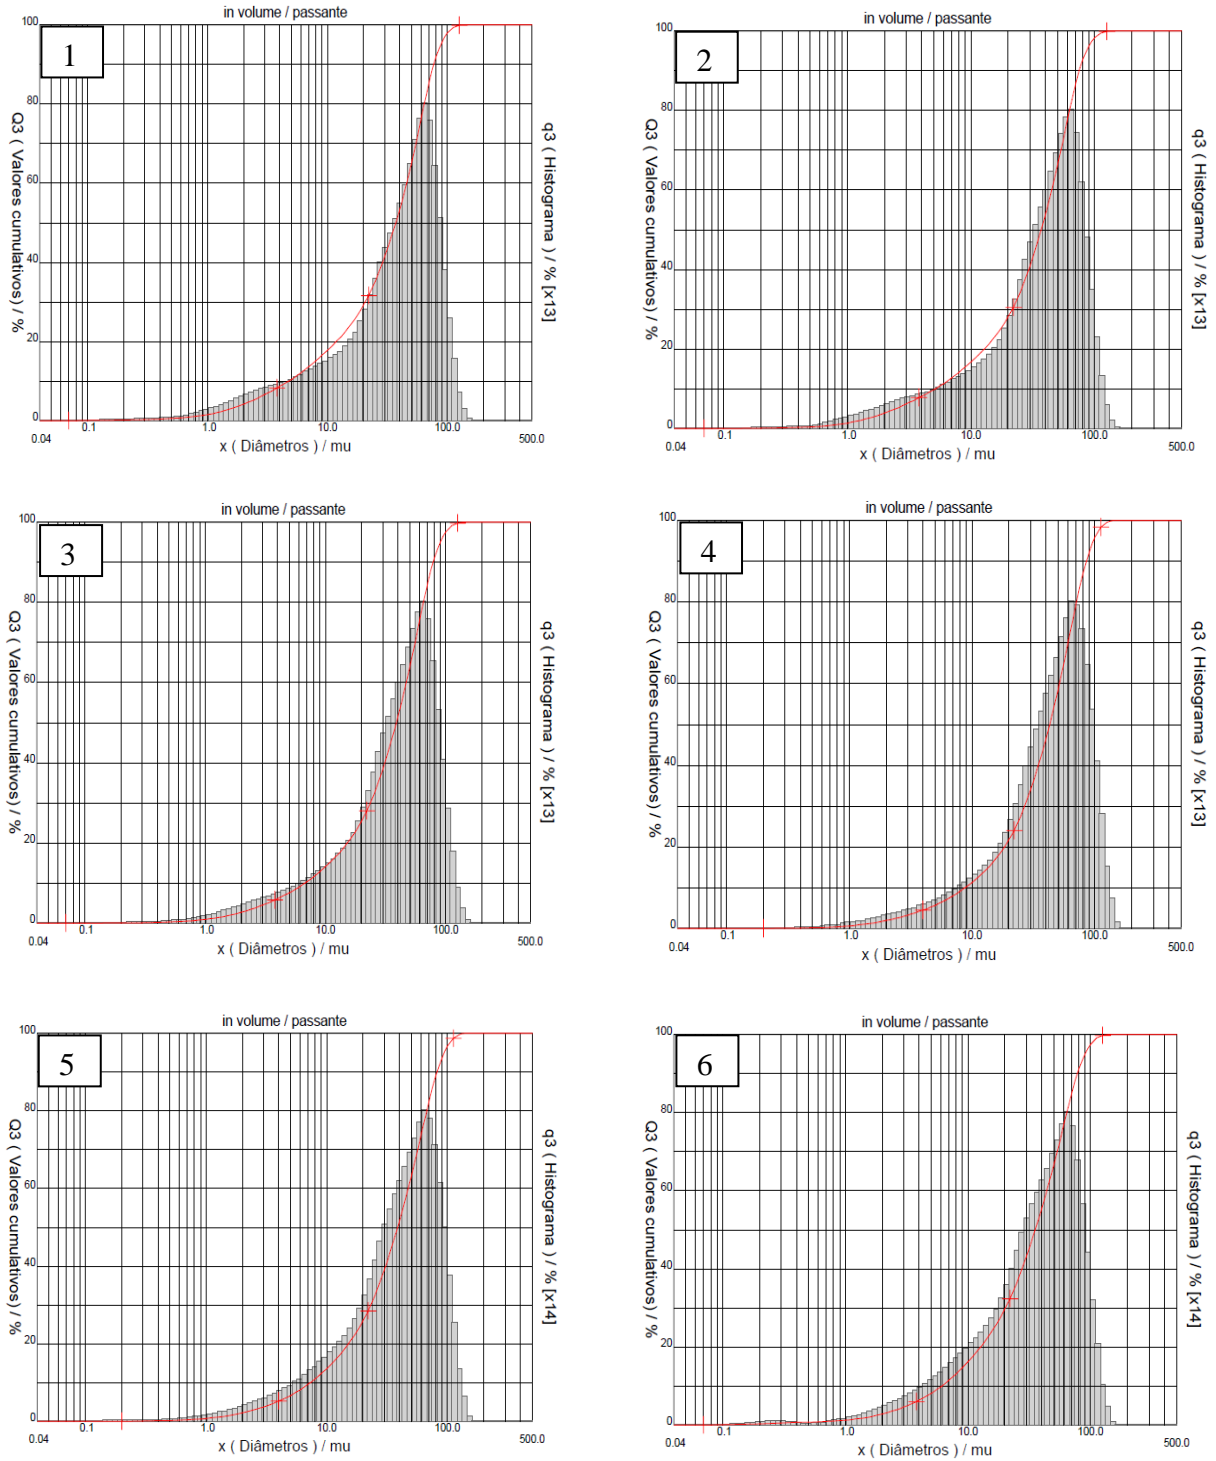 in volume / passante
1
100
80
60
40
20
0
Q3 ( Valores cumulativos) / %
q3 ( Histograma ) / % [x13]
0.04 0.1 1.0 10.0 100.0 500.0
x ( Diâmetros ) / mu
in volume / passante
2
100
80
60
40
20
0
Q3 ( Valores cumulativos) / %
q3 ( Histograma ) / % [x13]
0.04 0.1 1.0 10.0 100.0 500.0
x ( Diâmetros ) / mu
in volume / passante
3
100
80
60
40
20
0
Q3 ( Valores cumulativos) / %
q3 ( Histograma ) / % [x13]
0.04 0.1 1.0 10.0 100.0 500.0
x ( Diâmetros ) / mu
in volume / passante
4
100
80
60
40
20
0
Q3 ( Valores cumulativos) / %
q3 ( Histograma ) / % [x13]
0.04 0.1 1.0 10.0 100.0 500.0
x ( Diâmetros ) / mu
in volume / passante
5
100
80
60
40
20
0
Q3 ( Valores cumulativos) / %
q3 ( Histograma ) / % [x14]
0.04 0.1 1.0 10.0 100.0 500.0
x ( Diâmetros ) / mu
in volume / passante
6
100
80
60
40
20
0
Q3 ( Valores cumulativos) / %
q3 ( Histograma ) / % [x14]
0.04 0.1 1.0 10.0 100.0 500.0
x ( Diâmetros ) / mu